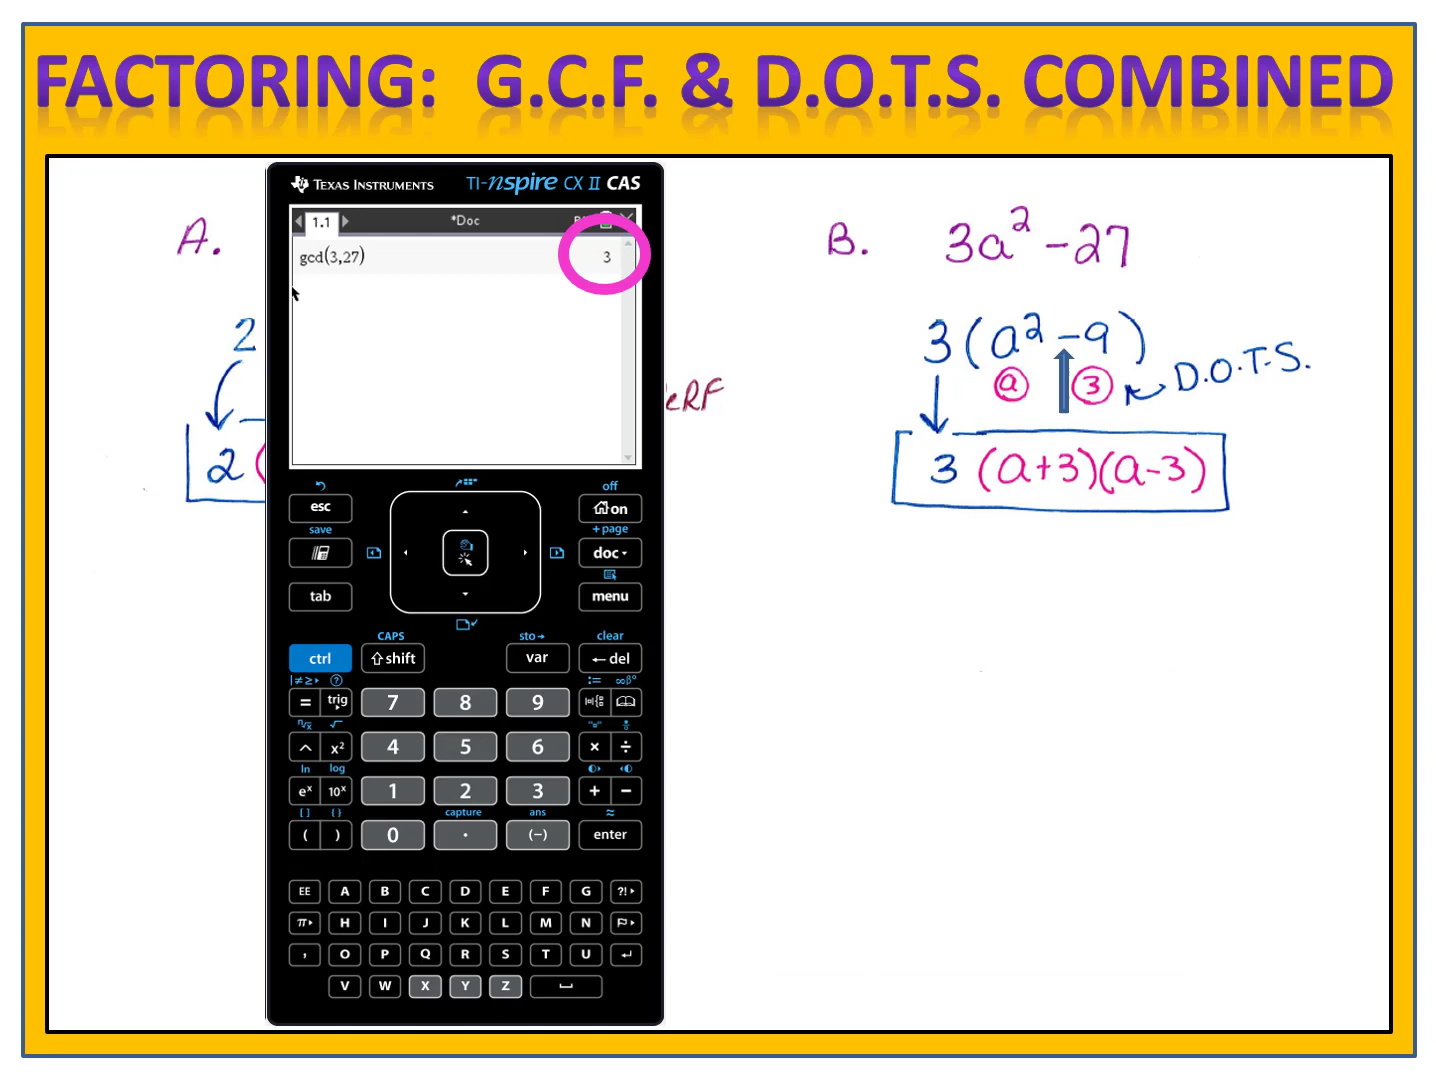 FACTORING: G.C.F. & D.O.T.S. COMBINED
A.
2
2 (
TEXAS INSTRUMENTS TI-nspire CX II CAS
1.1 *Doc
gcd(3,27) 3
esc
off
on
save
+ page
doc
tab
menu
CAPS sto→ clear
ctrl shift var ←del
|≠≥▸ ? := ∞β°
= trig 7 8 9
ⁿ√x √ "□"
^ x² 4 5 6 × ÷
ln log
eˣ 10ˣ 1 2 3 + −
[ ] { } capture ans ≈
( ) 0 . (−) enter
EE A B C D E F G ?!▸
π▸ H I J K L M N
, O P Q R S T U ↵
V W X Y Z
eRF
B. 3a² - 27
3 (a² - 9)
a 3 D.O.T.S.
3 (a+3)(a-3)